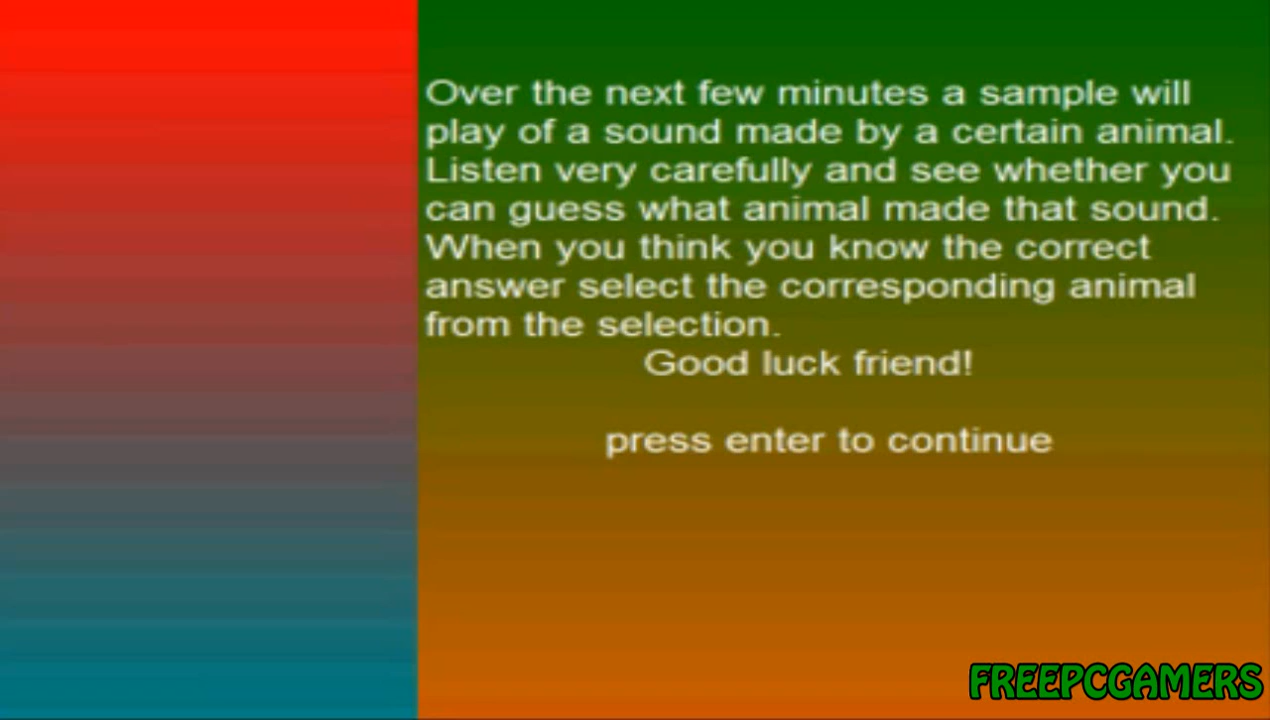 Over the next few minutes a sample will
play of a sound made by a certain animal.
Listen very carefully and see whether you
can guess what animal made that sound.
When you think you know the correct
answer select the corresponding animal
from the selection.
Good luck friend!
press enter to continue
FREEPCGAMERS